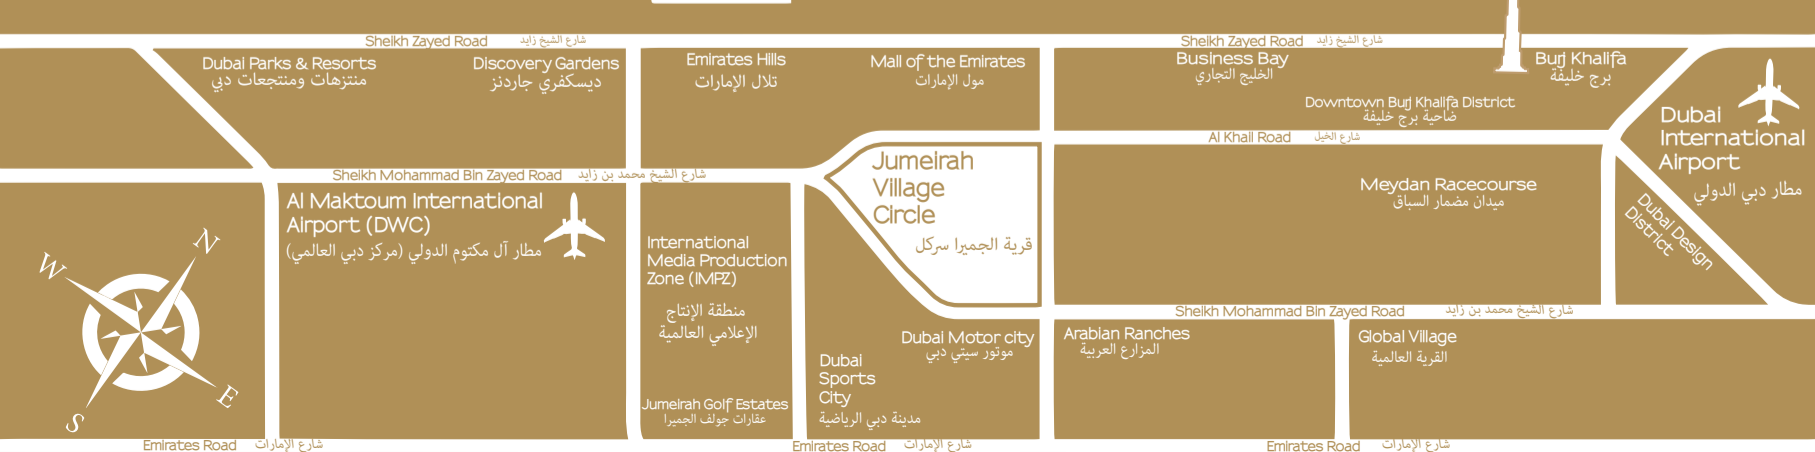 Sheikh Zayed Road شارع الشيخ زايد
Sheikh Zayed Road شارع الشيخ زايد
Dubai Parks & Resorts
منتزهات ومنتجعات دبي
Discovery Gardens
ديسكفري جاردنز
Emirates Hills
تلال الإمارات
Mall of the Emirates
مول الإمارات
Business Bay
الخليج التجاري
Burj Khalifa
برج خليفة
Downtown Burj Khalifa District
ضاحية برج خليفة
Al Khail Road شارع الخيل
Dubai
International
Airport
مطار دبي الدولي
Sheikh Mohammad Bin Zayed Road شارع الشيخ محمد بن زايد
Jumeirah
Village
Circle
قرية الجميرا سركل
Meydan Racecourse
ميدان مضمار السباق
Dubai Design
District
Al Maktoum International
Airport (DWC)
مطار آل مكتوم الدولي (مركز دبي العالمي)
International
Media Production
Zone (IMPZ)
منطقة الإنتاج
الإعلامي العالمية
N
W
E
S
Sheikh Mohammad Bin Zayed Road شارع الشيخ محمد بن زايد
Dubai Motor city
موتور سيتي دبي
Arabian Ranches
المزارع العربية
Global Village
القرية العالمية
Dubai
Sports
City
مدينة دبي الرياضية
Jumeirah Golf Estates
عقارات جولف الجميرا
Emirates Road شارع الإمارات
Emirates Road شارع الإمارات
Emirates Road شارع الإمارات